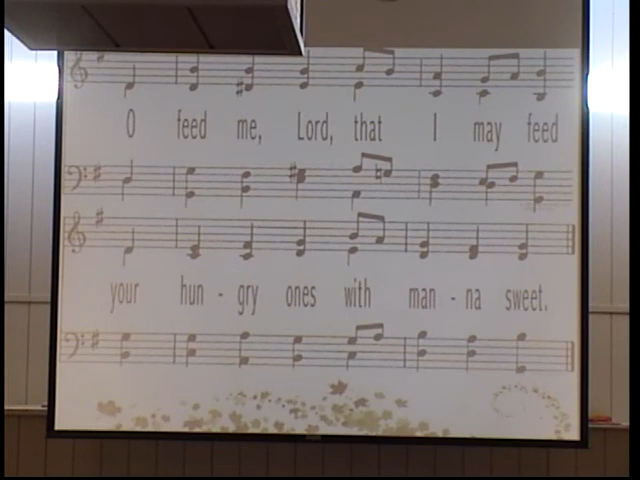 O feed me, Lord, that I may feed
your hun - gry ones with man - na sweet.